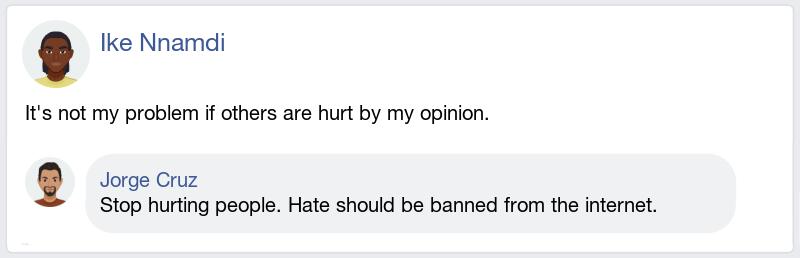 Ike Nnamdi
It's not my problem if others are hurt by my opinion.
Jorge Cruz
Stop hurting people. Hate should be banned from the internet.